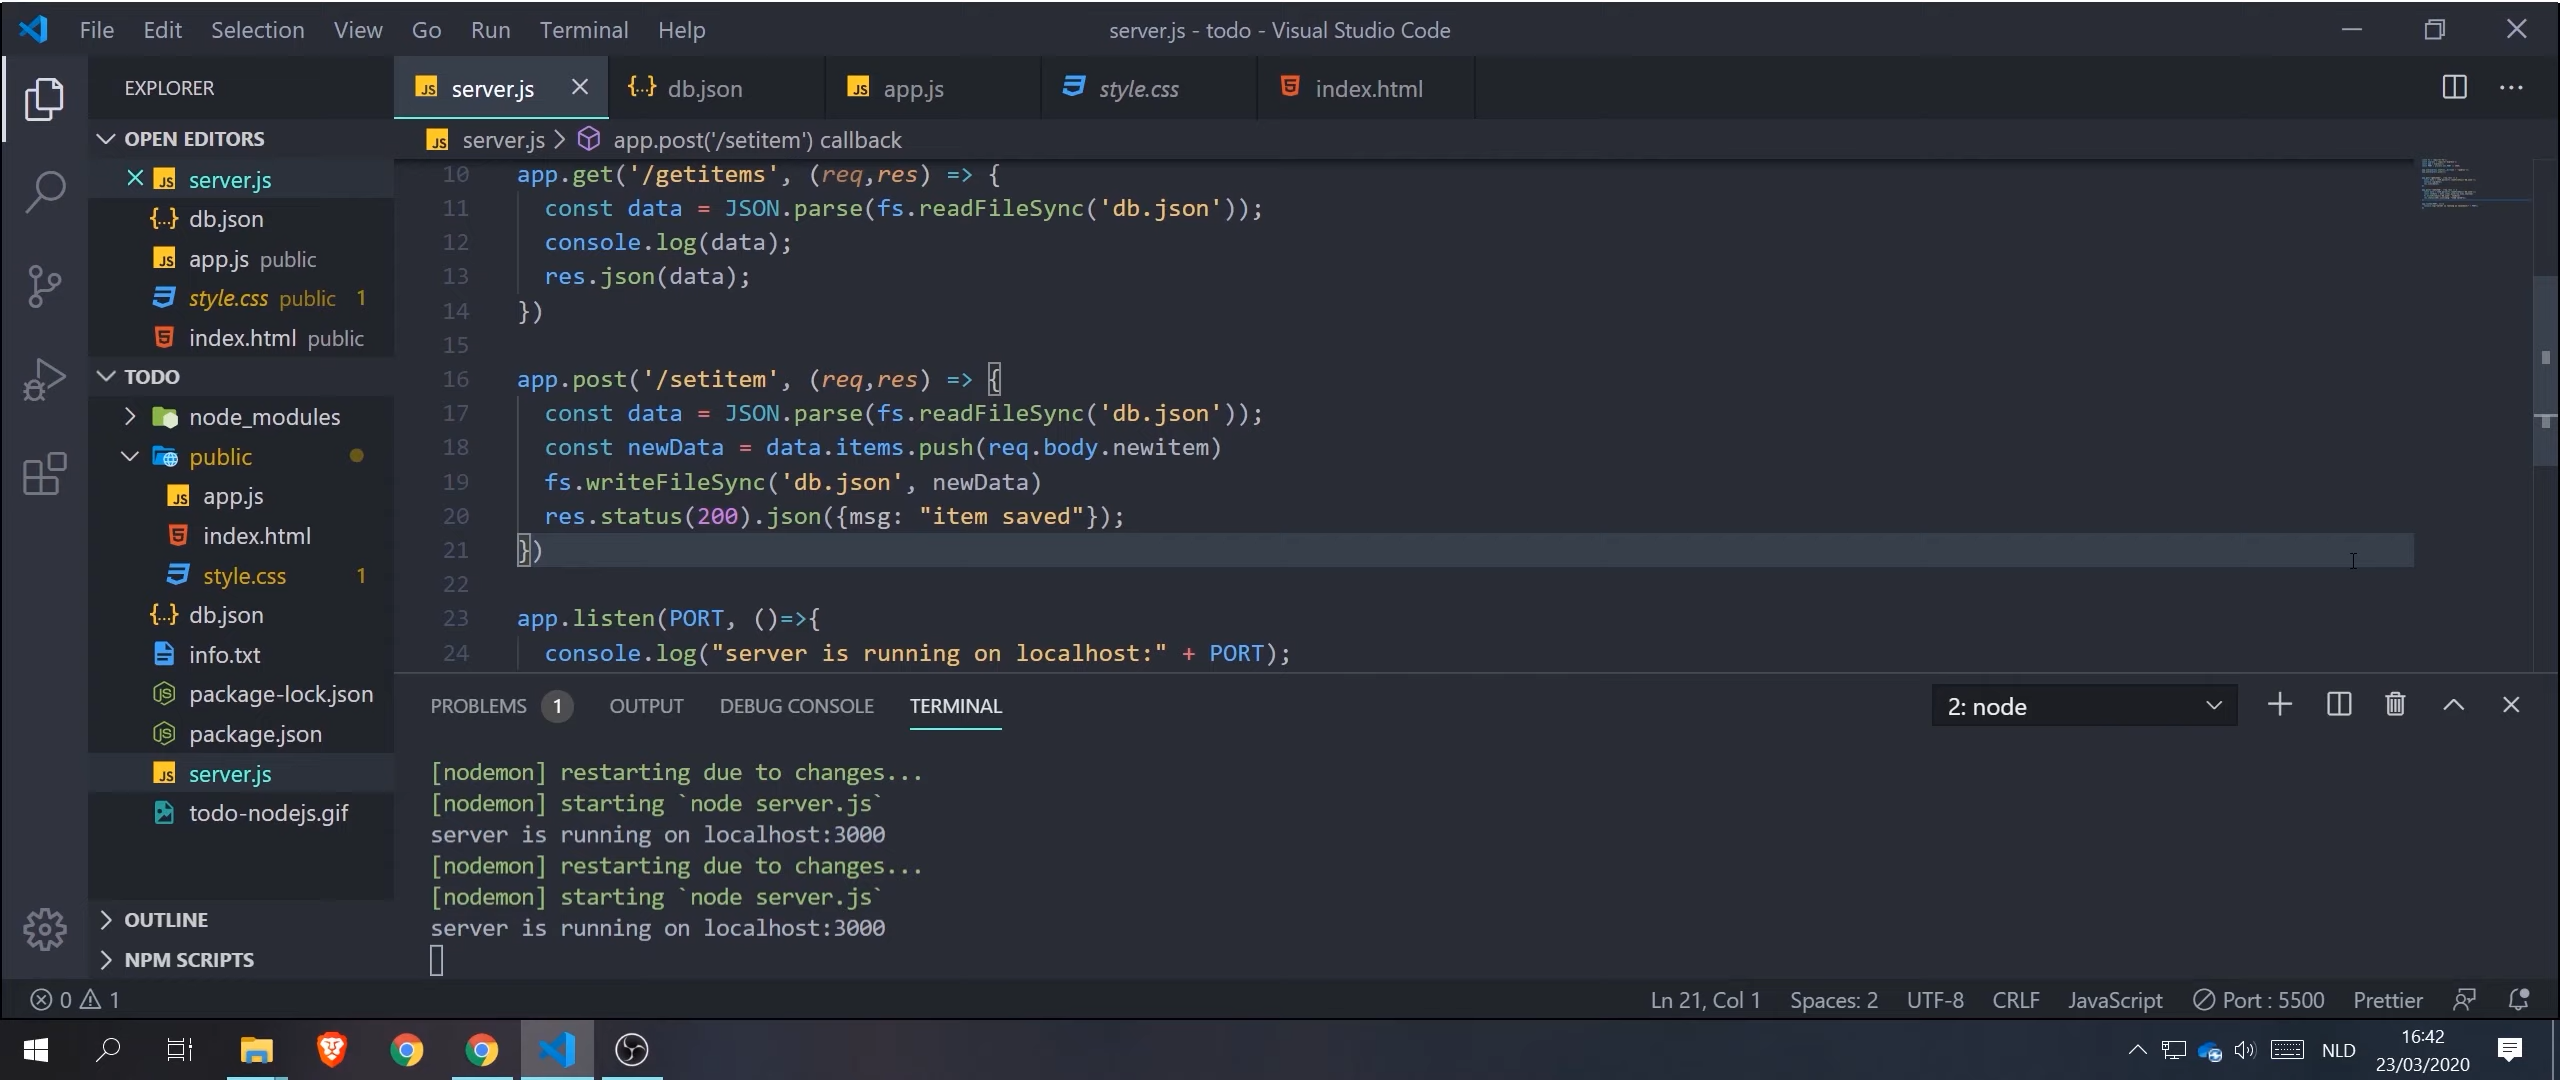 File Edit Selection View Go Run Terminal Help
server.js - todo - Visual Studio Code
EXPLORER
OPEN EDITORS
server.js
db.json
app.js public
style.css public 1
index.html public
TODO
node_modules
public
app.js
index.html
style.css 1
db.json
info.txt
package-lock.json
package.json
server.js
todo-nodejs.gif
OUTLINE
NPM SCRIPTS
server.js db.json app.js style.css index.html
server.js > app.post('/setitem') callback
10 app.get('/getitems', (req,res) => {
11 const data = JSON.parse(fs.readFileSync('db.json'));
12 console.log(data);
13 res.json(data);
14 })
15
16 app.post('/setitem', (req,res) => {
17 const data = JSON.parse(fs.readFileSync('db.json'));
18 const newData = data.items.push(req.body.newitem)
19 fs.writeFileSync('db.json', newData)
20 res.status(200).json({msg: "item saved"});
21 })
22
23 app.listen(PORT, ()=>{
24 console.log("server is running on localhost:" + PORT);
PROBLEMS 1 OUTPUT DEBUG CONSOLE TERMINAL
2: node
[nodemon] restarting due to changes...
[nodemon] starting `node server.js`
server is running on localhost:3000
[nodemon] restarting due to changes...
[nodemon] starting `node server.js`
server is running on localhost:3000
0 1
Ln 21, Col 1 Spaces: 2 UTF-8 CRLF JavaScript Port : 5500 Prettier
NLD
16:42
23/03/2020